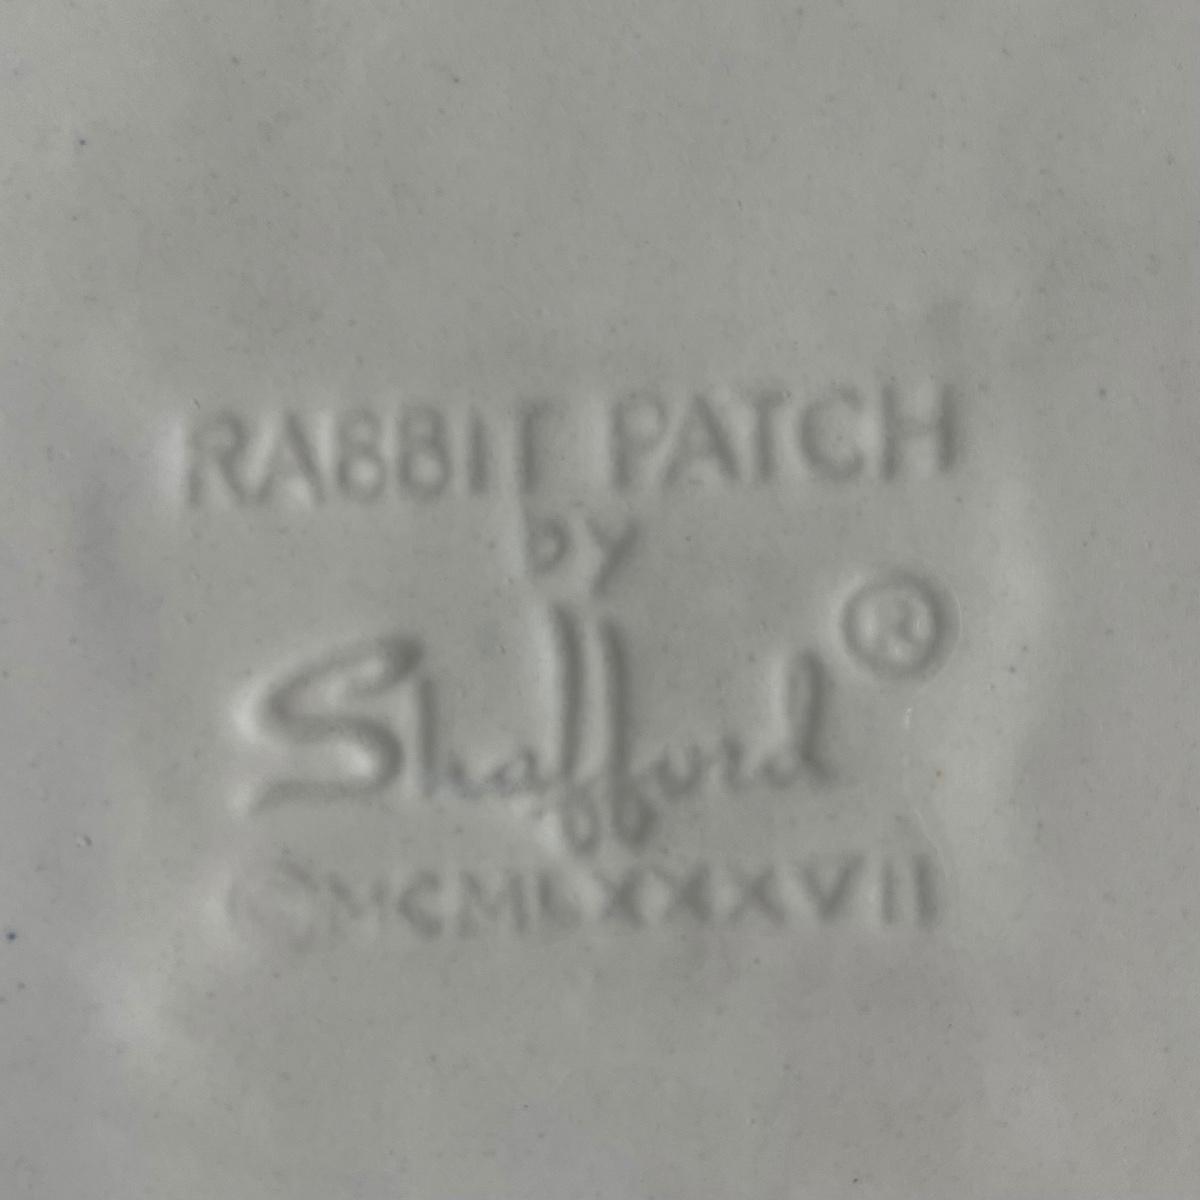 RABBIT PATCH
by
Shafford ®
© MCMLXXXVII